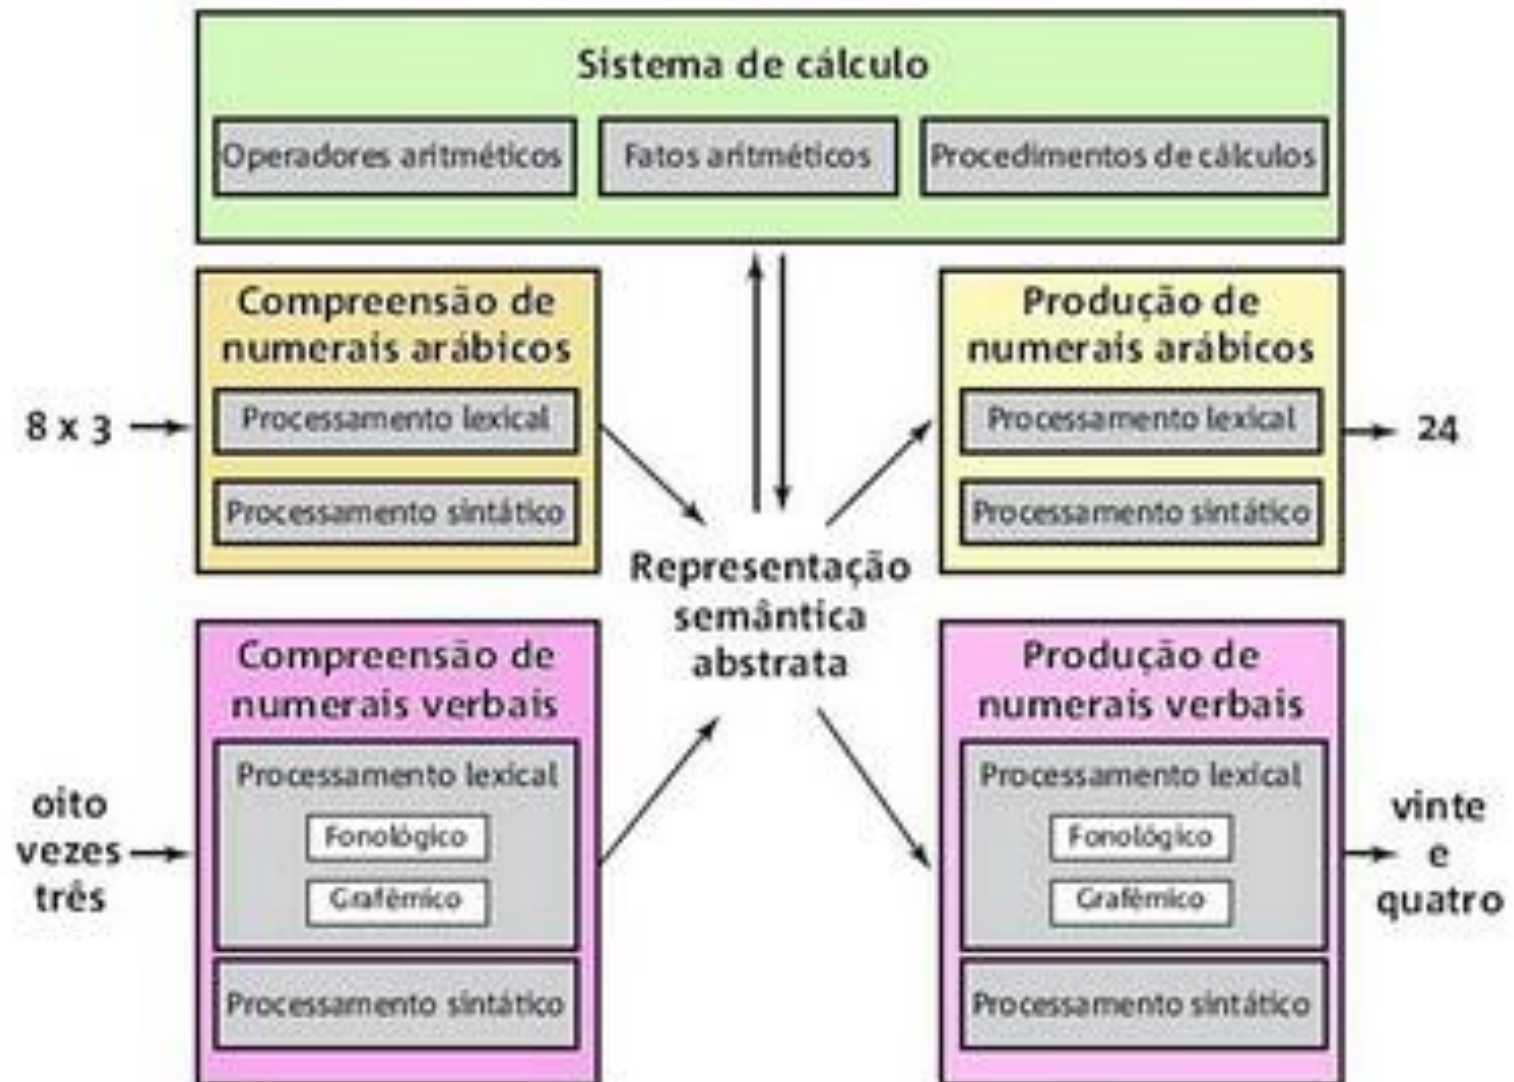 Sistema de cálculo
Operadores aritméticos
Fatos aritméticos
Procedimentos de cálculos
Compreensão de
numerais arábicos
Processamento lexical
Processamento sintático
8 x 3
Produção de
numerais arábicos
Processamento lexical
Processamento sintático
24
Representação
semântica
abstrata
Compreensão de
numerais verbais
Processamento lexical
Fonológico
Grafêmico
Processamento sintático
oito
vezes
três
Produção de
numerais verbais
Processamento lexical
Fonológico
Grafêmico
Processamento sintático
vinte
e
quatro